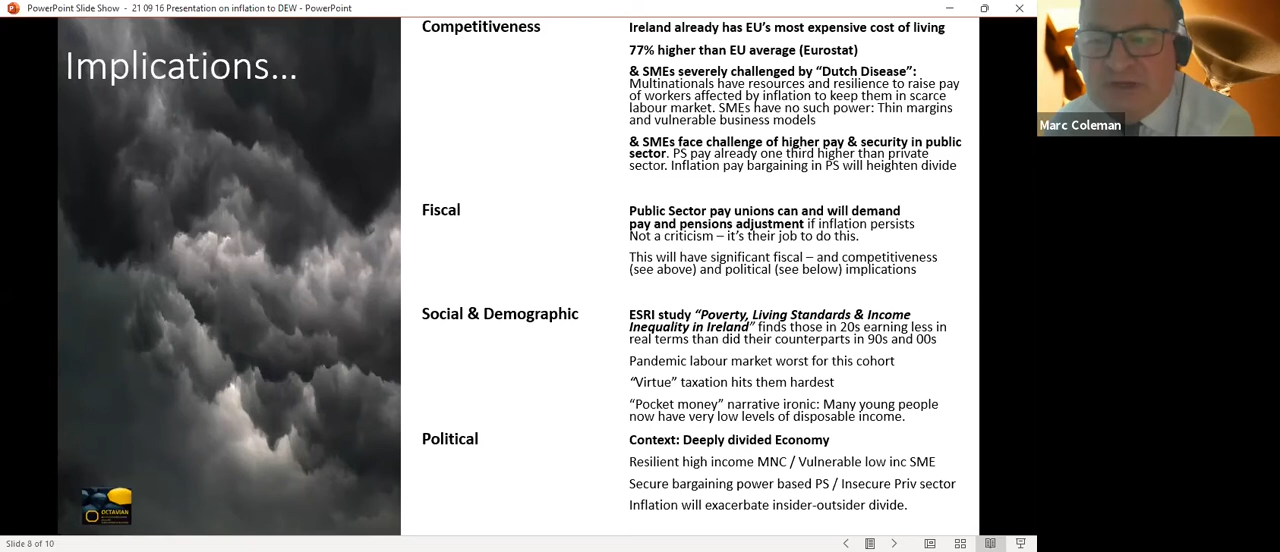 PowerPoint Slide Show - 21 09 16 Presentation on inflation to DEW - PowerPoint
Implications...
Competitiveness
Ireland already has EU's most expensive cost of living
77% higher than EU average (Eurostat)
& SMEs severely challenged by “Dutch Disease”:
Multinationals have resources and resilience to raise pay
of workers affected by inflation to keep them in scarce
labour market. SMEs have no such power: Thin margins
and vulnerable business models
& SMEs face challenge of higher pay & security in public
sector. PS pay already one third higher than private
sector. Inflation pay bargaining in PS will heighten divide
Fiscal
Public Sector pay unions can and will demand
pay and pensions adjustment if inflation persists
Not a criticism – it's their job to do this.
This will have significant fiscal – and competitiveness
(see above) and political (see below) implications
Social & Demographic
ESRI study “Poverty, Living Standards & Income
Inequality in Ireland” finds those in 20s earning less in
real terms than did their counterparts in 90s and 00s
Pandemic labour market worst for this cohort
“Virtue” taxation hits them hardest
“Pocket money” narrative ironic: Many young people
now have very low levels of disposable income.
Political
Context: Deeply divided Economy
Resilient high income MNC / Vulnerable low inc SME
Secure bargaining power based PS / Insecure Priv sector
Inflation will exacerbate insider-outsider divide.
OCTAVIAN
Slide 8 of 10
Marc Coleman